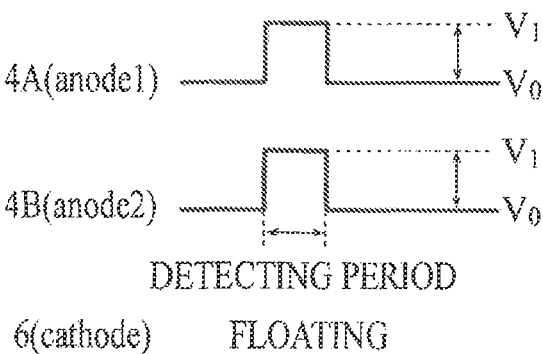 V1
4A(anode1)
V0
V1
4B(anode2)
V0
DETECTING PERIOD
6(cathode) FLOATING